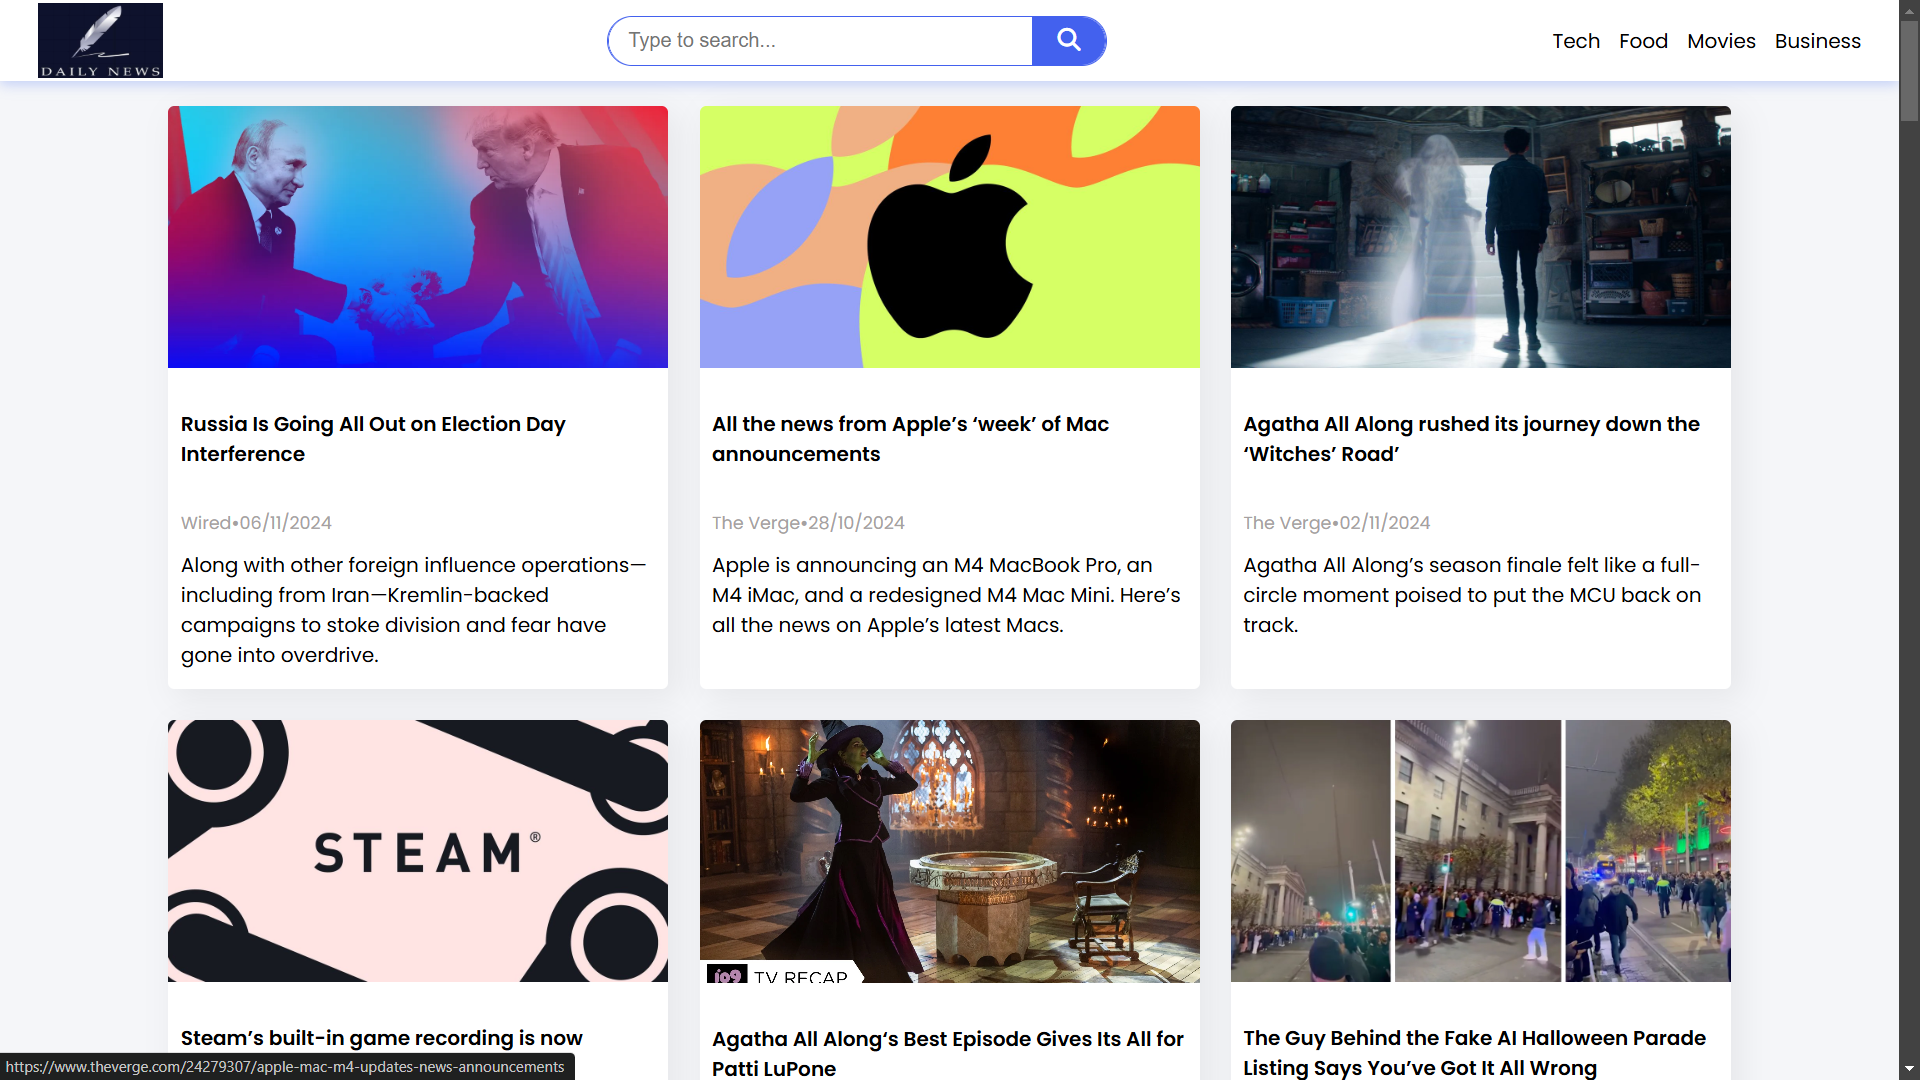 DAILY NEWS
Type to search...
Tech Food Movies Business
Russia Is Going All Out on Election Day
Interference
Wired•06/11/2024
Along with other foreign influence operations—
including from Iran—Kremlin-backed
campaigns to stoke division and fear have
gone into overdrive.
All the news from Apple’s ‘week’ of Mac
announcements
The Verge•28/10/2024
Apple is announcing an M4 MacBook Pro, an
M4 iMac, and a redesigned M4 Mac Mini. Here’s
all the news on Apple’s latest Macs.
Agatha All Along rushed its journey down the
‘Witches’ Road’
The Verge•02/11/2024
Agatha All Along’s season finale felt like a full-
circle moment poised to put the MCU back on
track.
STEAM®
Steam’s built-in game recording is now
io9 TV RECAP
Agatha All Along‘s Best Episode Gives Its All for
Patti LuPone
The Guy Behind the Fake AI Halloween Parade
Listing Says You’ve Got It All Wrong
https://www.theverge.com/24279307/apple-mac-m4-updates-news-announcements